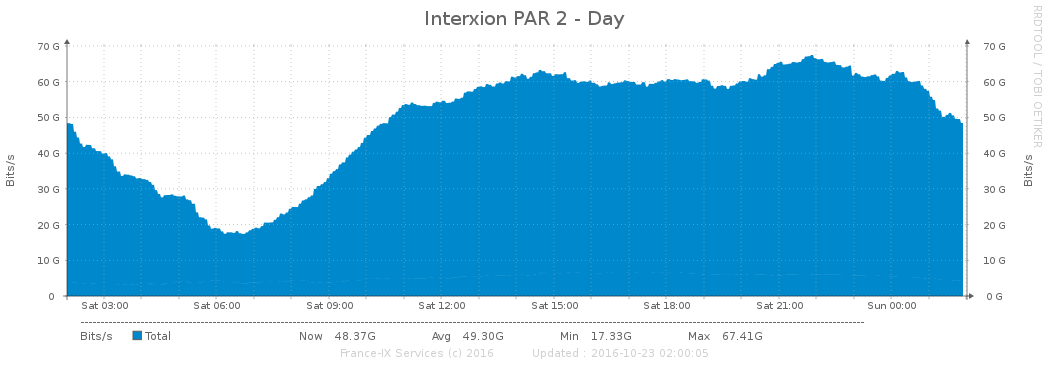 Interxion PAR 2 - Day
RRDTOOL / TOBI OETIKER
Bits/s
70 G 70 G
60 G 60 G
50 G 50 G
40 G 40 G
30 G 30 G
20 G 20 G
10 G 10 G
0 0 G
Bits/s
Sat 03:00 Sat 06:00 Sat 09:00 Sat 12:00 Sat 15:00 Sat 18:00 Sat 21:00 Sun 00:00
Bits/s Total Now 48.37G Avg 49.30G Min 17.33G Max 67.41G
France-IX Services (c) 2016 Updated : 2016-10-23 02:00:05